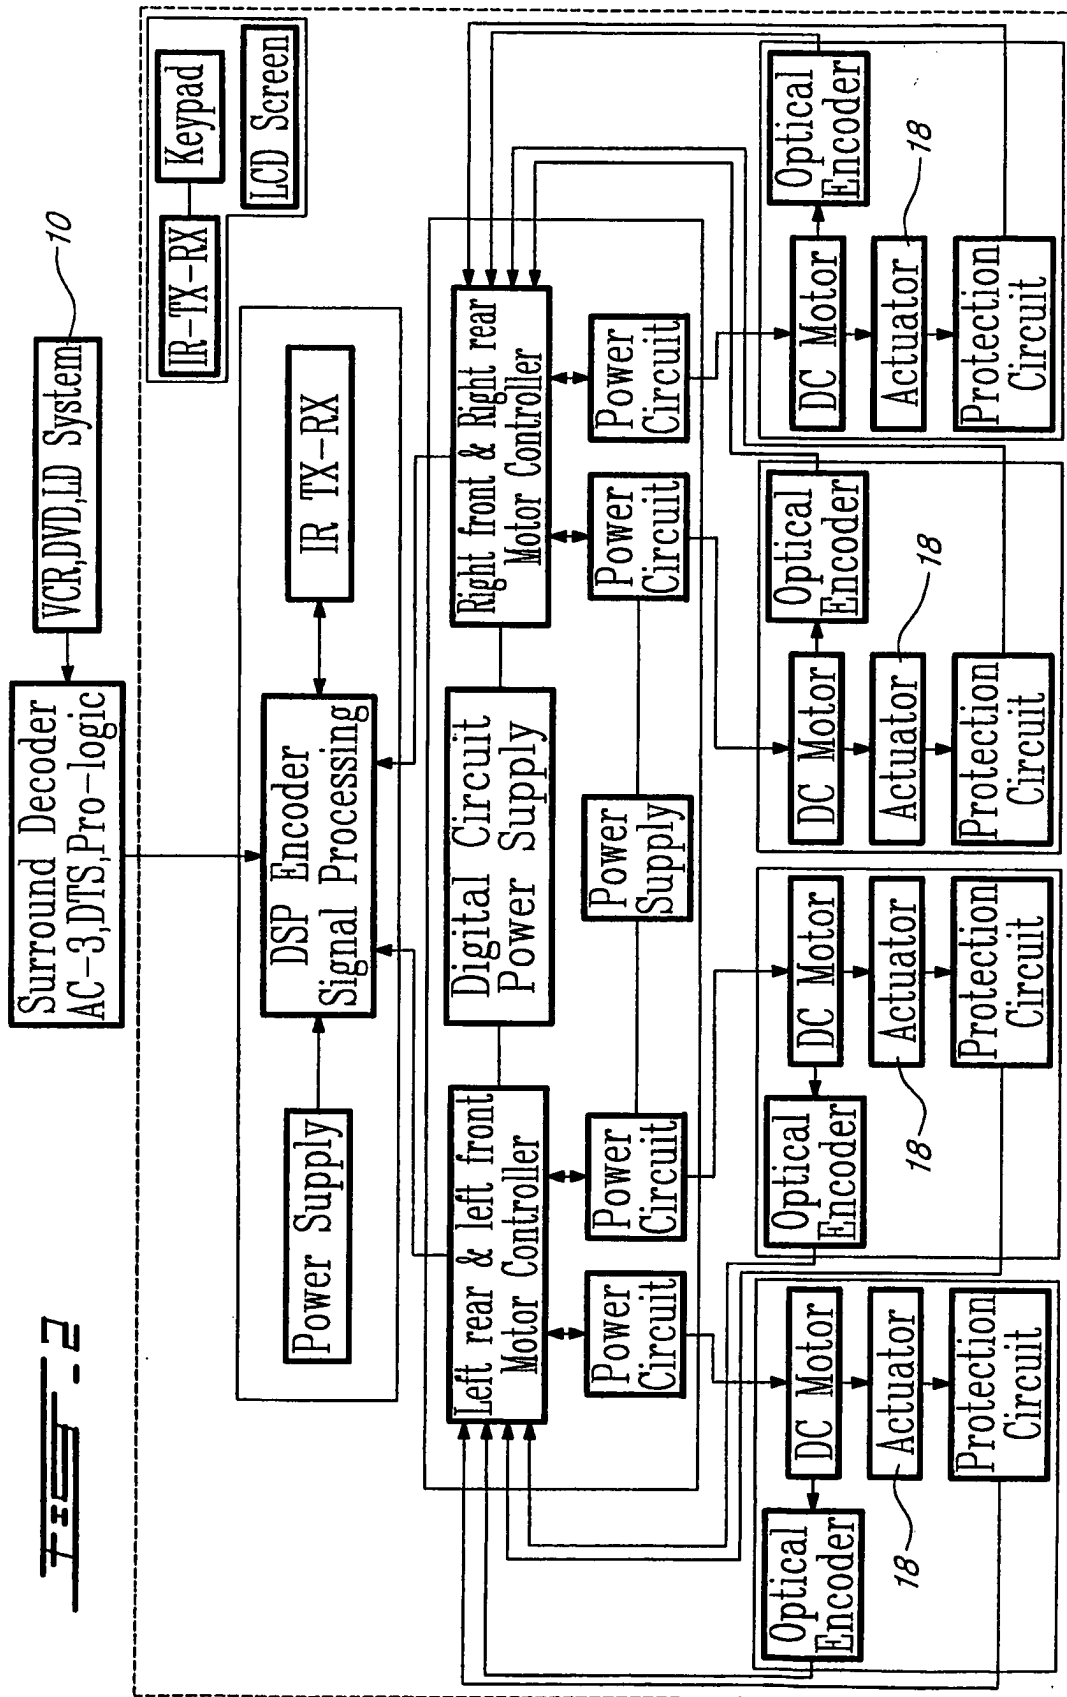 FIG - 2
VCR,DVD,LD System
10
Surround Decoder
AC-3,DTS,Pro-logic
Keypad
IR-TX-RX
LCD Screen
Power Supply
DSP Encoder
Signal Processing
IR TX-RX
Left rear & left front
Motor Controller
Digital Circuit
Power Supply
Right front & Right rear
Motor Controller
Power
Circuit
Power
Circuit
Power
Supply
Power
Circuit
Power
Circuit
Optical
Encoder
DC Motor
Actuator
18
Protection
Circuit
Optical
Encoder
DC Motor
Actuator
18
Protection
Circuit
DC Motor
Optical
Encoder
Actuator
18
Protection
Circuit
DC Motor
Optical
Encoder
Actuator
18
Protection
Circuit